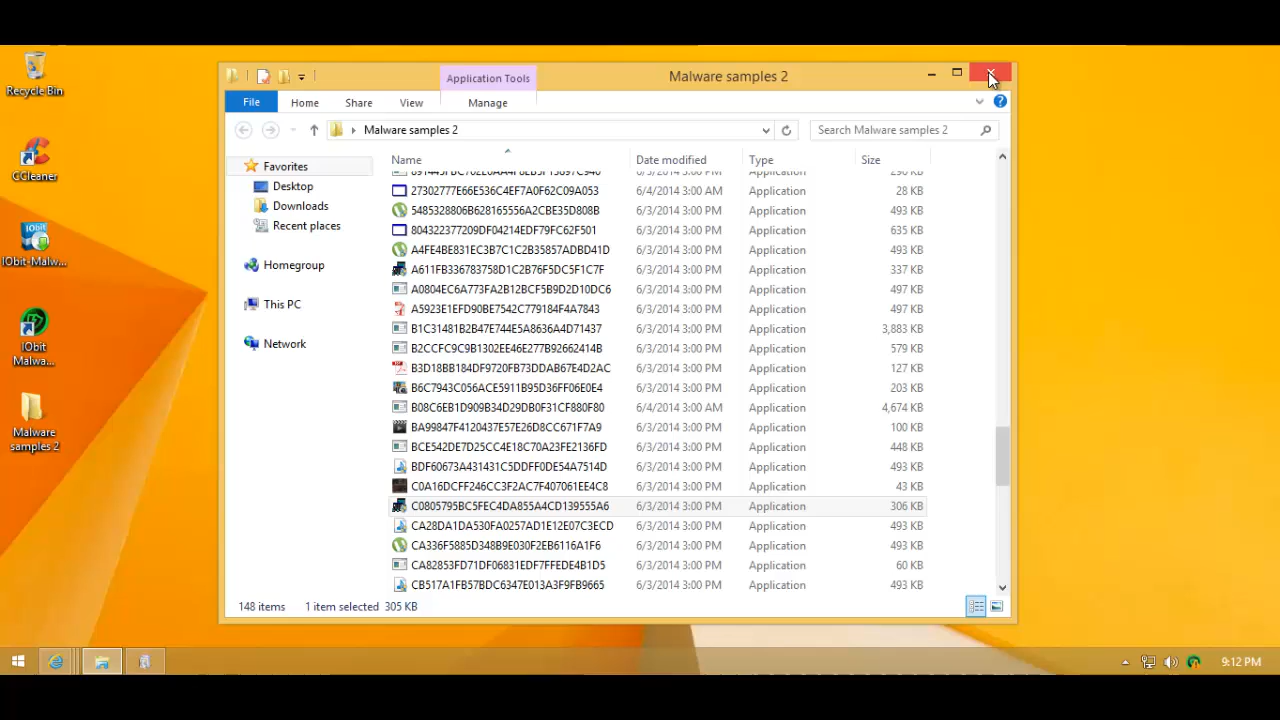 Recycle Bin
CCleaner
IObit-Malw...
IObit
Malwa...
Malware
samples 2
Application Tools
Malware samples 2
File
Home
Share
View
Manage
Malware samples 2
Search Malware samples 2
Favorites
Desktop
Downloads
Recent places
Homegroup
This PC
Network
Name Date modified Type Size
27302777E66E536C4EF7A0F62C09A053 6/4/2014 3:00 AM Application 28 KB
5485328806B628165556A2CBE35D808B 6/3/2014 3:00 PM Application 493 KB
804322377209DF04214EDF79FC62F501 6/3/2014 3:00 PM Application 635 KB
A4FE4BE831EC3B7C1C2B35857ADBD41D 6/3/2014 3:00 PM Application 493 KB
A611FB336783758D1C2B76F5DC5F1C7F 6/3/2014 3:00 PM Application 337 KB
A0804EC6A773FA2B12BCF5B9D2D10DC6 6/3/2014 3:00 PM Application 497 KB
A5923E1EFD90BE7542C779184F4A7843 6/3/2014 3:00 PM Application 497 KB
B1C31481B2B47E744E5A8636A4D71437 6/3/2014 3:00 PM Application 3,883 KB
B2CCFC9C9B1302EE46E277B92662414B 6/3/2014 3:00 PM Application 579 KB
B3D18BB184DF9720FB73DDAB67E4D2AC 6/3/2014 3:00 PM Application 127 KB
B6C7943C056ACE5911B95D36FF06E0E4 6/3/2014 3:00 PM Application 203 KB
B08C6EB1D909B34D29DB0F31CF880F80 6/4/2014 3:00 AM Application 4,674 KB
BA99847F4120437E57E26D8CC671F7A9 6/3/2014 3:00 PM Application 100 KB
BCE542DE7D25CC4E18C70A23FE2136FD 6/3/2014 3:00 PM Application 448 KB
BDF60673A431431C5DDFF0DE54A7514D 6/3/2014 3:00 PM Application 493 KB
C0A16DCFF246CC3F2AC7F407061EE4C8 6/3/2014 3:00 PM Application 43 KB
C0805795BC5FEC4DA855A4CD139555A6 6/3/2014 3:00 PM Application 306 KB
CA28DA1DA530FA0257AD1E12E07C3ECD 6/3/2014 3:00 PM Application 493 KB
CA336F5885D348B9E030F2EB6116A1F6 6/3/2014 3:00 PM Application 493 KB
CA82853FD71DF06831EDF7FFEDE4B1D5 6/3/2014 3:00 PM Application 60 KB
CB517A1FB57BDC6347E013A3F9FB9665 6/3/2014 3:00 PM Application 493 KB
148 items 1 item selected 305 KB
9:12 PM